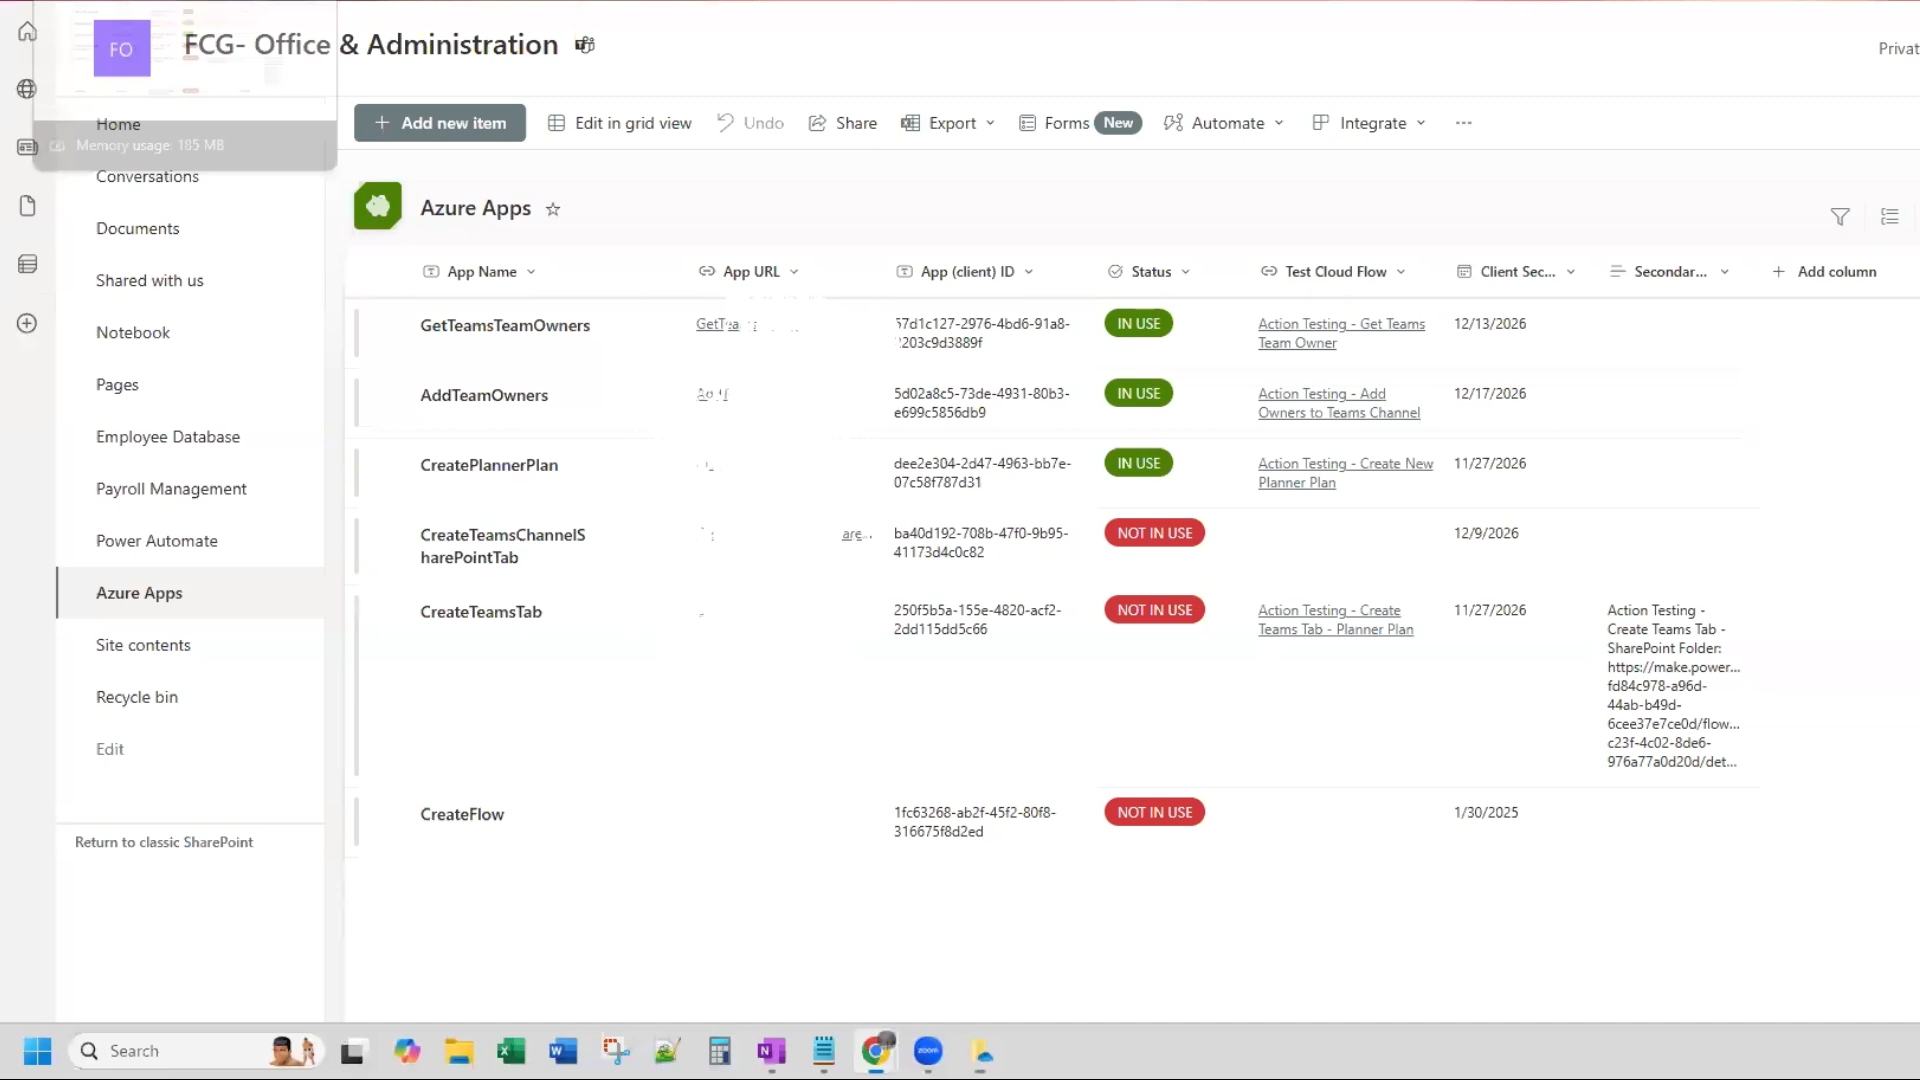 FO
FCG- Office & Administration
Privat
Home
Memory usage: 185 MB
Conversations
Documents
Shared with us
Notebook
Pages
Employee Database
Payroll Management
Power Automate
Azure Apps
Site contents
Recycle bin
Edit
Return to classic SharePoint
Add new item
Edit in grid view
Undo
Share
Export
Forms New
Automate
Integrate
Azure Apps
App Name
App URL
App (client) ID
Status
Test Cloud Flow
Client Sec...
Secondar...
Add column
GetTeamsTeamOwners
57d1c127-2976-4bd6-91a8-
203c9d3889f
IN USE
Action Testing - Get Teams
Team Owner
12/13/2026
AddTeamOwners
5d02a8c5-73de-4931-80b3-
e699c5856db9
IN USE
Action Testing - Add
Owners to Teams Channel
12/17/2026
CreatePlannerPlan
dee2e304-2d47-4963-bb7e-
07c58f787d31
IN USE
Action Testing - Create New
Planner Plan
11/27/2026
CreateTeamsChannelS
harePointTab
are...
ba40d192-708b-47f0-9b95-
41173d4c0c82
NOT IN USE
12/9/2026
CreateTeamsTab
250f5b5a-155e-4820-acf2-
2dd115dd5c66
NOT IN USE
Action Testing - Create
Teams Tab - Planner Plan
11/27/2026
Action Testing -
Create Teams Tab -
SharePoint Folder:
https://make.power...
fd84c978-a96d-
44ab-b49d-
6cee37e7ce0d/flow...
c23f-4c02-8de6-
976a77a0d20d/det...
CreateFlow
1fc63268-ab2f-45f2-80f8-
316675f8d2ed
NOT IN USE
1/30/2025
Search
zoom